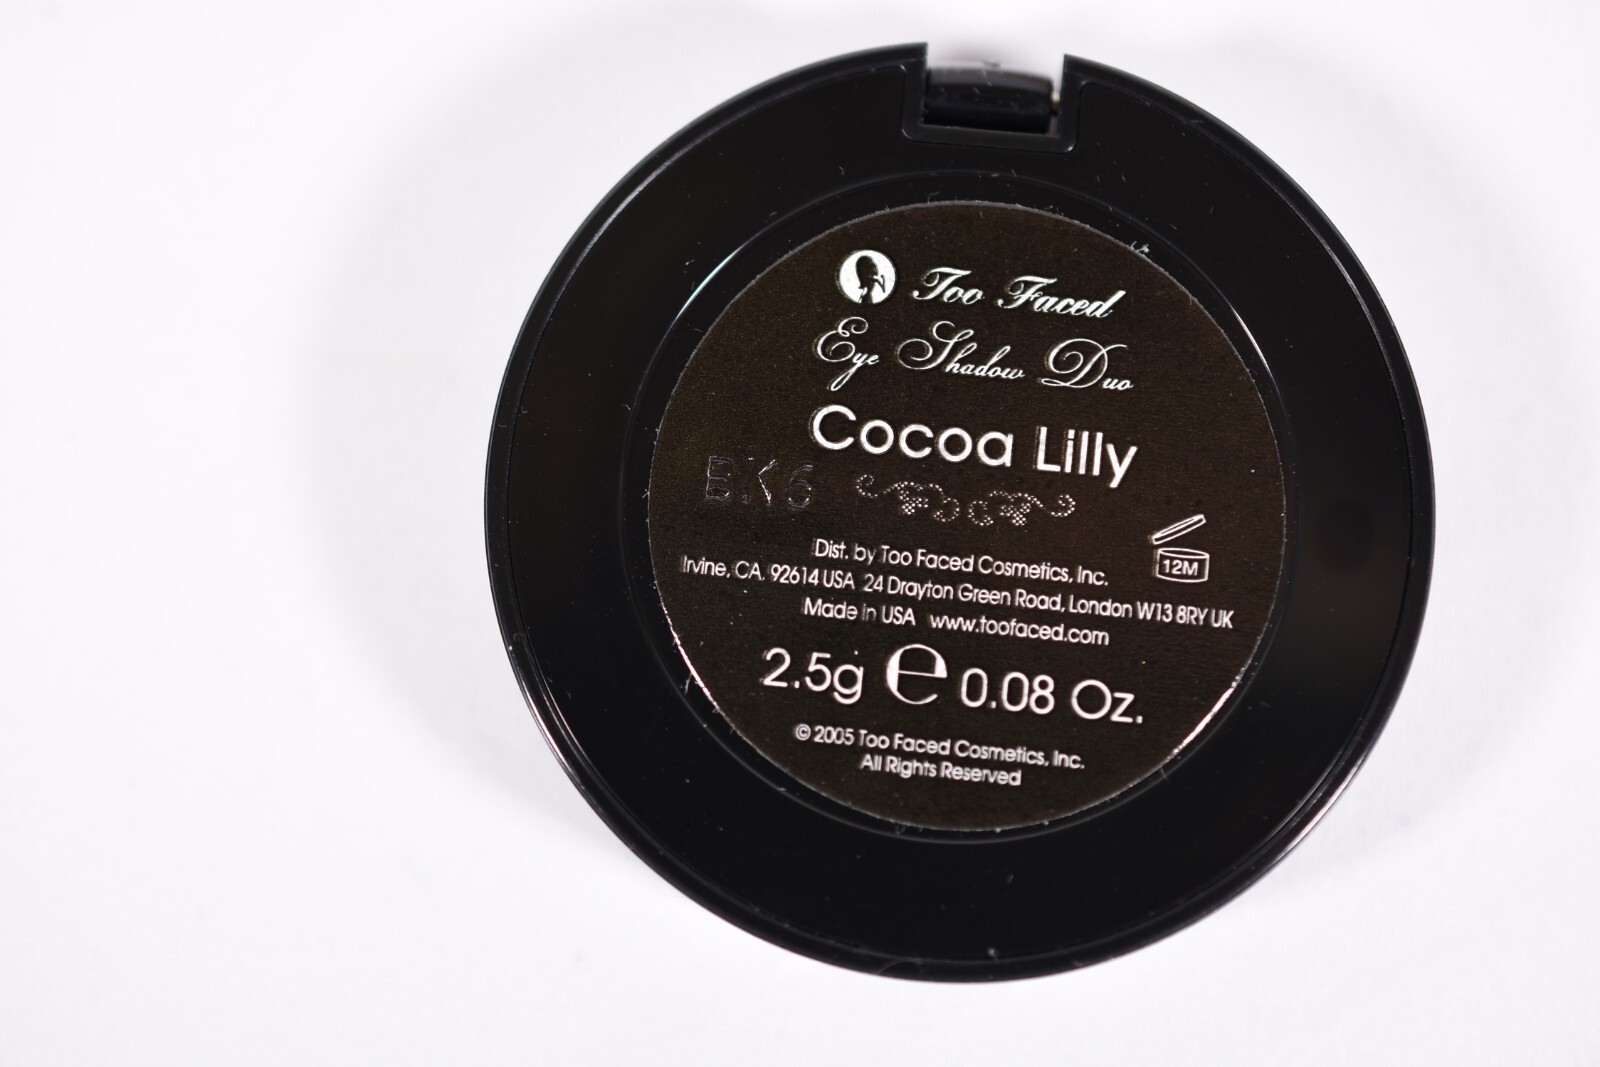 Too Faced
Eye Shadow Duo
Cocoa Lilly
BK6
12M
Dist. by Too Faced Cosmetics, Inc.
Irvine, CA. 92614 USA 24 Drayton Green Road, London W13 8RY UK
Made in USA www.toofaced.com
2.5g e 0.08 Oz.
© 2005 Too Faced Cosmetics, Inc.
All Rights Reserved